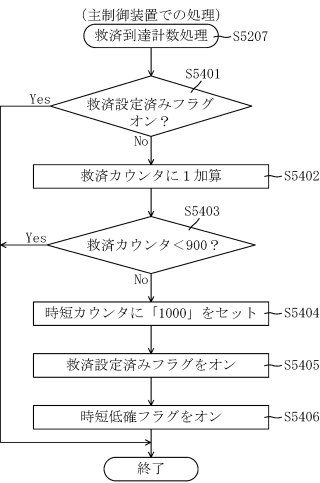 (主制御装置での処理)
救済到達計数処理
S5207
S5401
Yes
救済設定済みフラグ
オン?
No
救済カウンタに1加算
S5402
S5403
Yes
救済カウンタ<900?
No
時短カウンタに「1000」をセット
S5404
救済設定済みフラグをオン
S5405
時短低確フラグをオン
S5406
終了